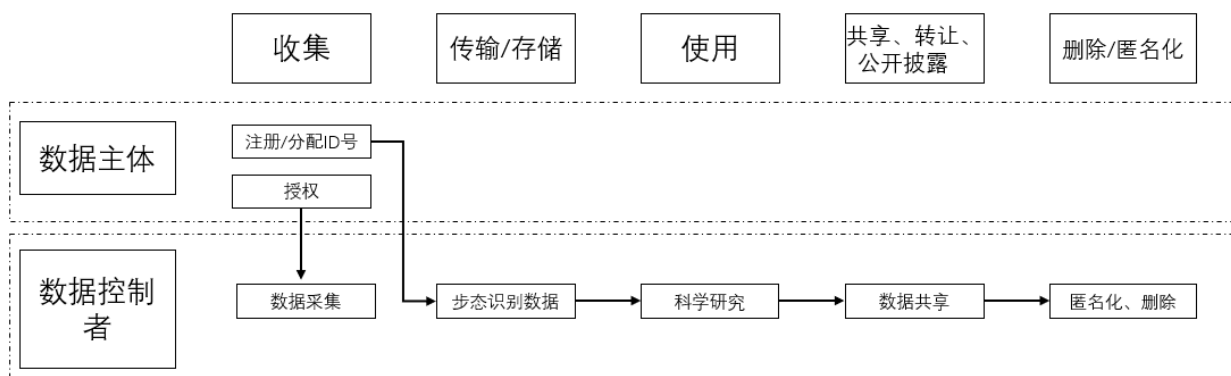 收集
传输/存储
使用
共享、转让、
公开披露
删除/匿名化
数据主体
注册/分配ID号
授权
数据控制
者
数据采集
步态识别数据
科学研究
数据共享
匿名化、删除